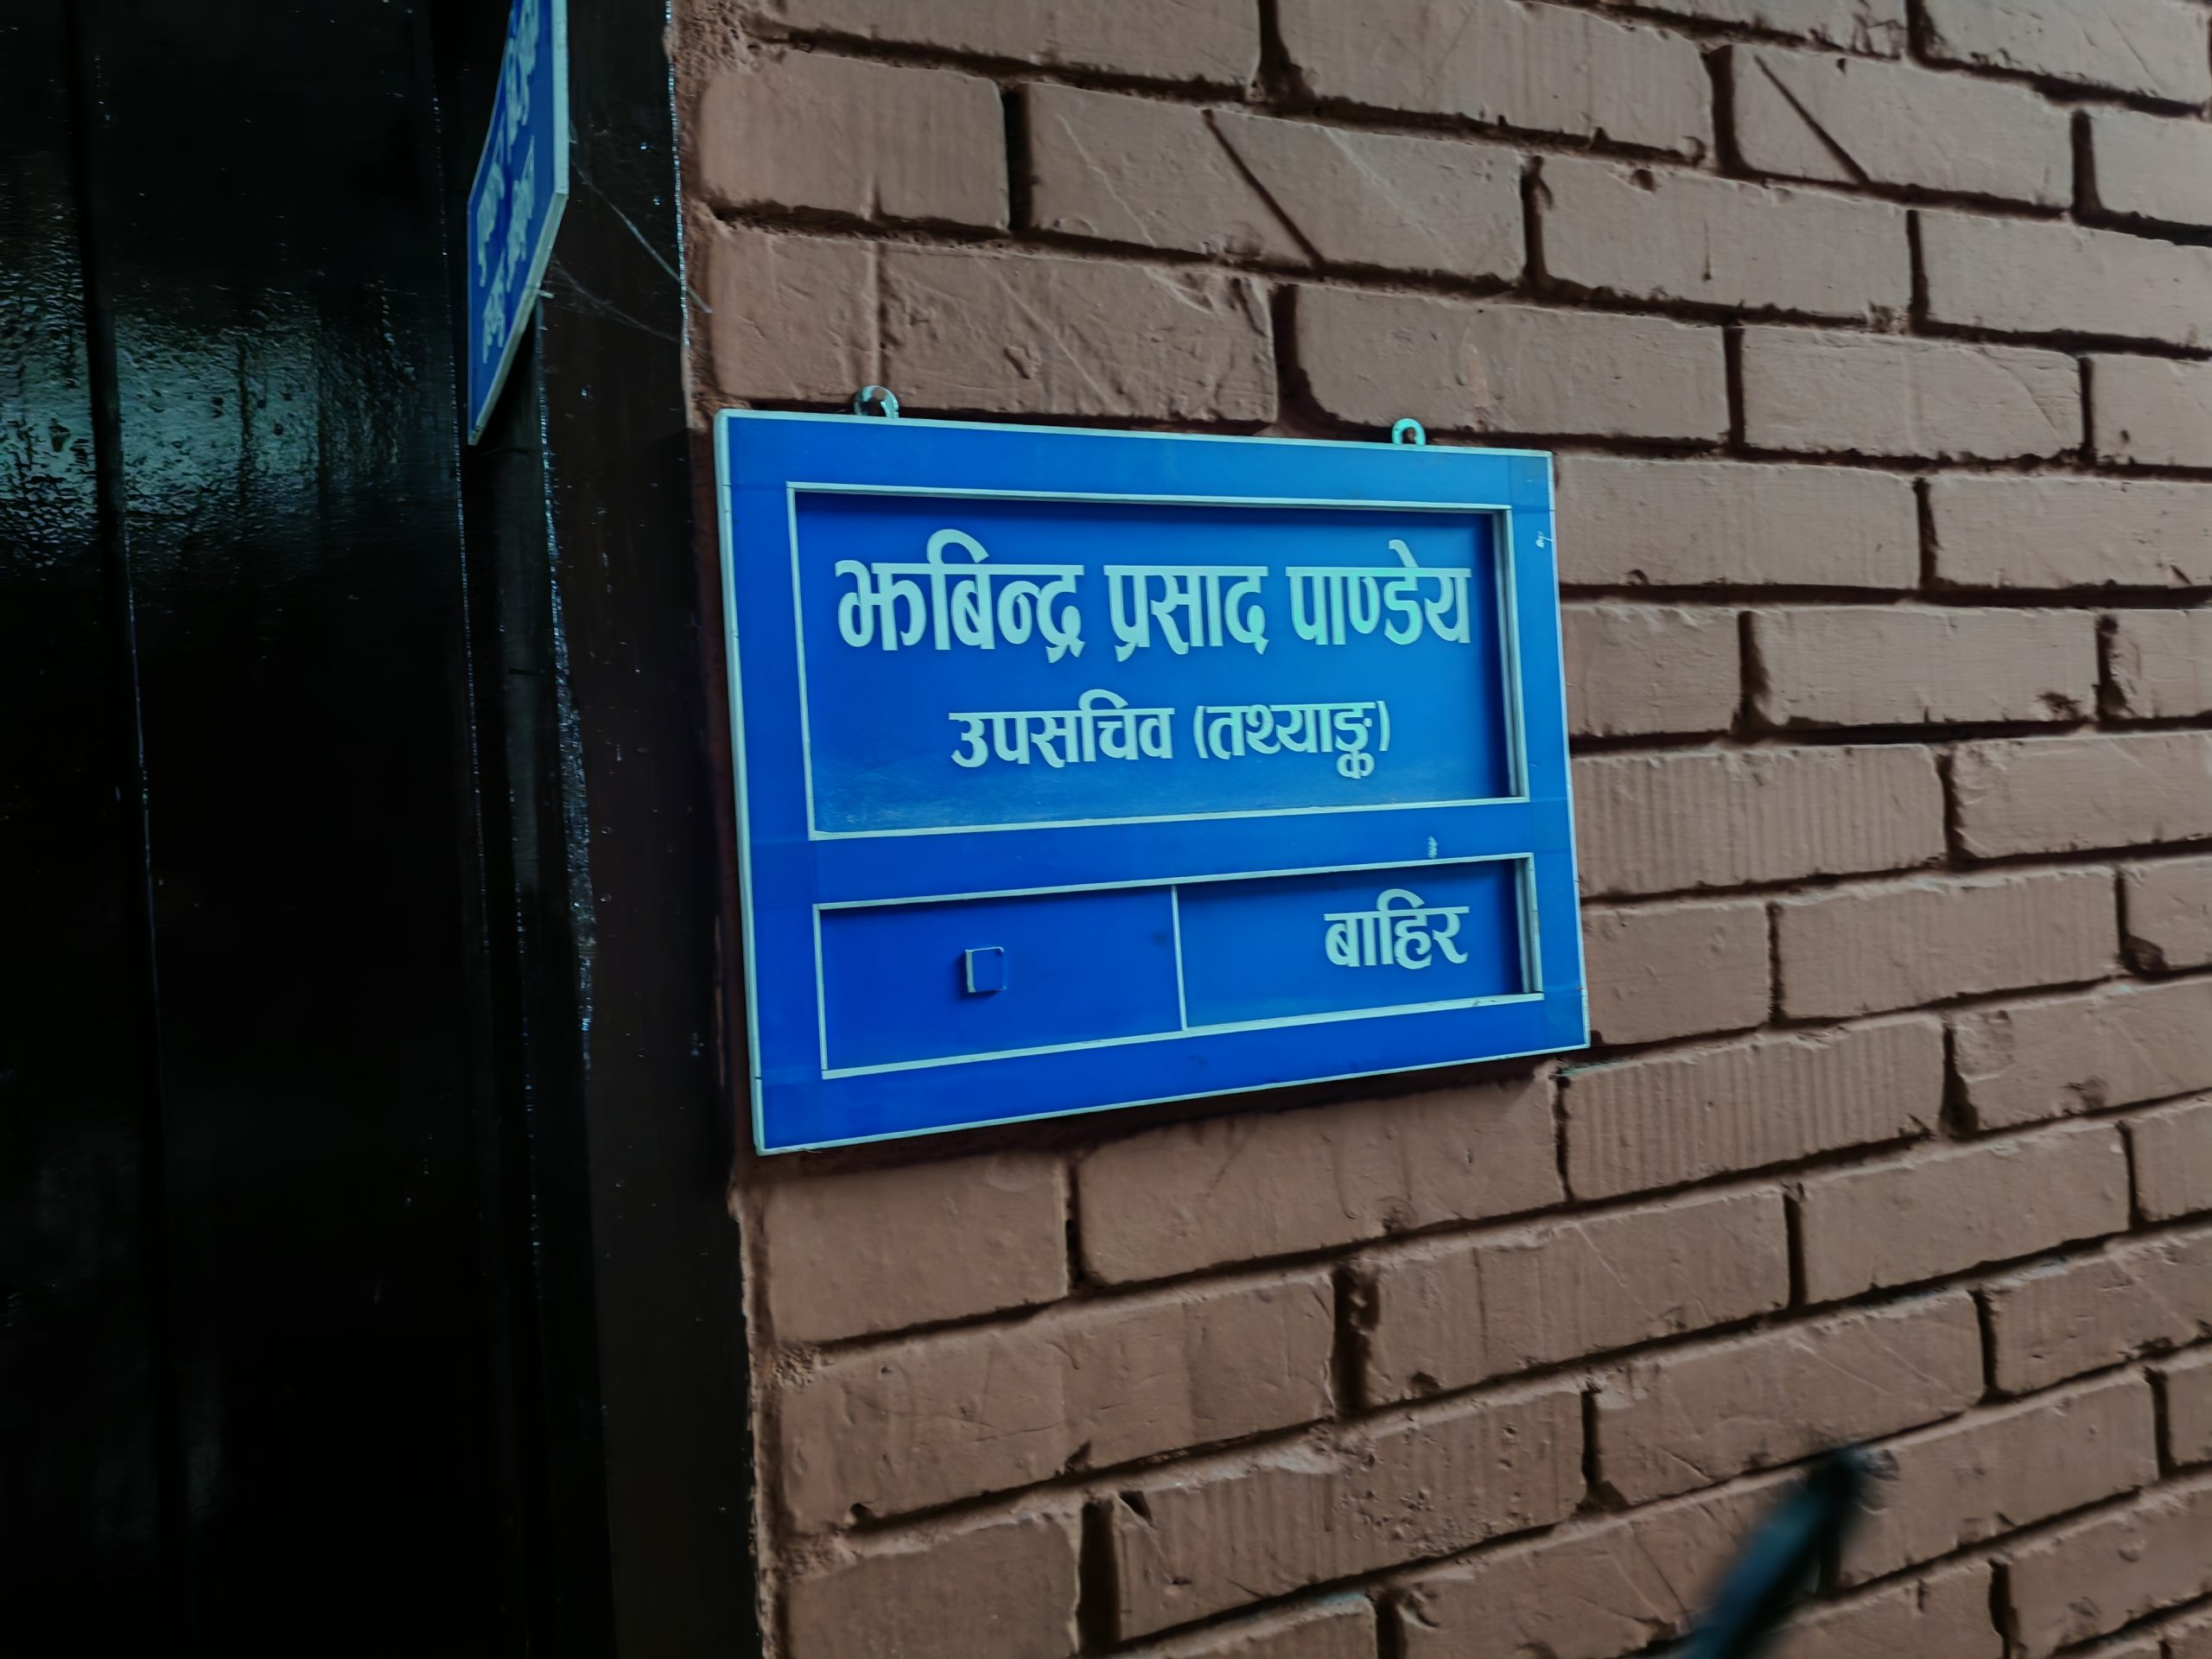 झबिन्द्र प्रसाद पाण्डेय
उपसचिव (तथ्याङ्क)
बाहिर